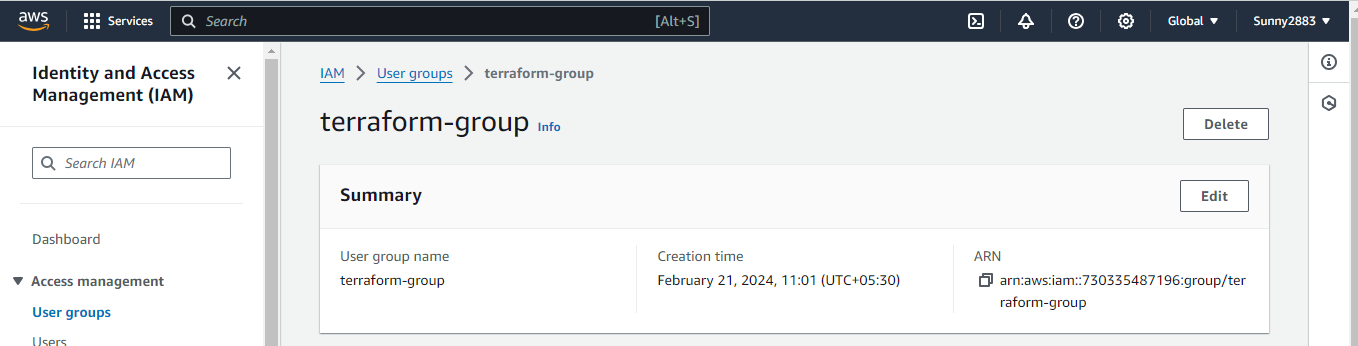 aws
Services
Search
[Alt+S]
Global
Sunny2883
Identity and Access
Management (IAM)
Search IAM
Dashboard
Access management
User groups
Users
IAM > User groups > terraform-group
terraform-group Info
Delete
Summary
Edit
User group name
terraform-group
Creation time
February 21, 2024, 11:01 (UTC+05:30)
ARN
arn:aws:iam::730335487196:group/ter
raform-group